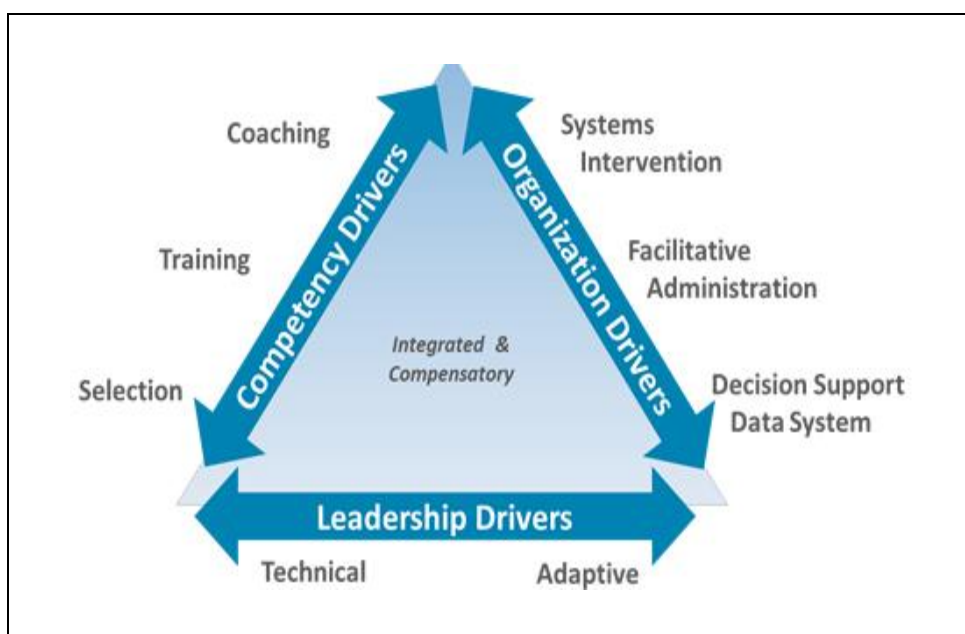 Coaching
Training
Selection
Competency Drivers
Systems
Intervention
Facilitative
Administration
Decision Support
Data System
Organization Drivers
Integrated &
Compensatory
Leadership Drivers
Technical
Adaptive